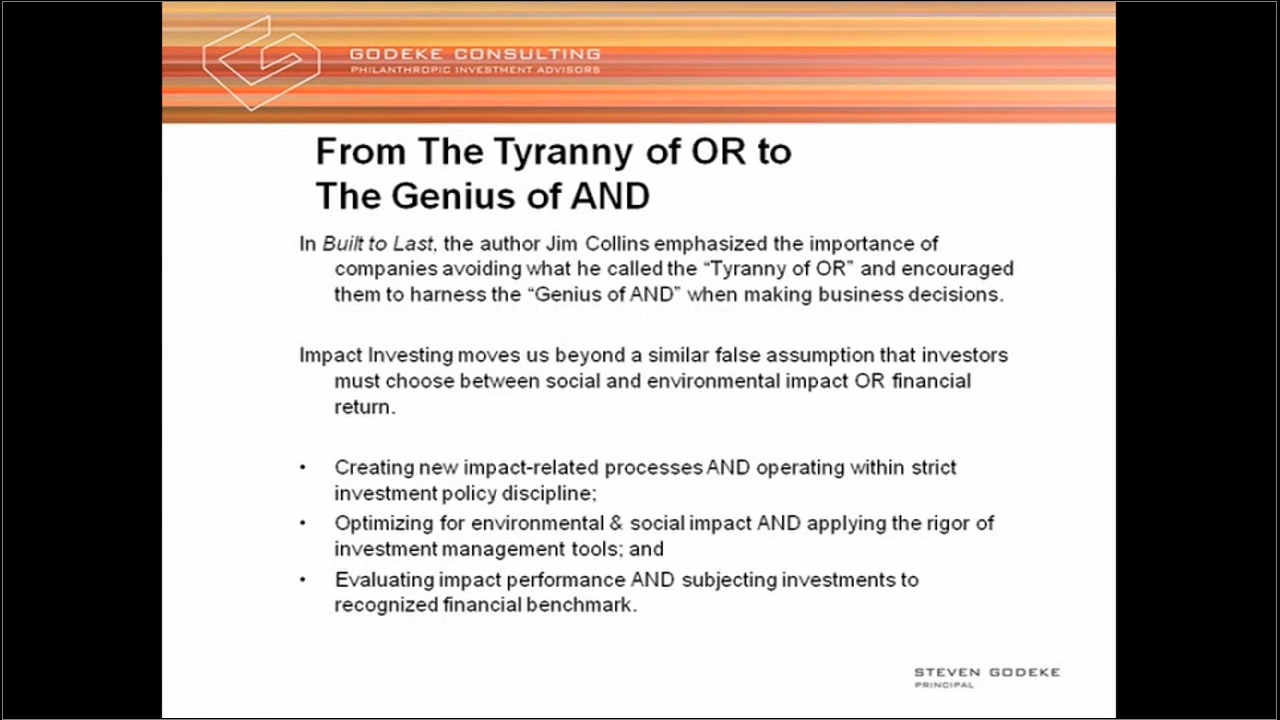 GODEKE CONSULTING
PHILANTHROPIC INVESTMENT ADVISORS
From The Tyranny of OR to
The Genius of AND
In Built to Last, the author Jim Collins emphasized the importance of
companies avoiding what he called the “Tyranny of OR” and encouraged
them to harness the “Genius of AND” when making business decisions.
Impact Investing moves us beyond a similar false assumption that investors
must choose between social and environmental impact OR financial
return.
• Creating new impact-related processes AND operating within strict
investment policy discipline;
• Optimizing for environmental & social impact AND applying the rigor of
investment management tools; and
• Evaluating impact performance AND subjecting investments to
recognized financial benchmark.
STEVEN GODEKE
PRINCIPAL